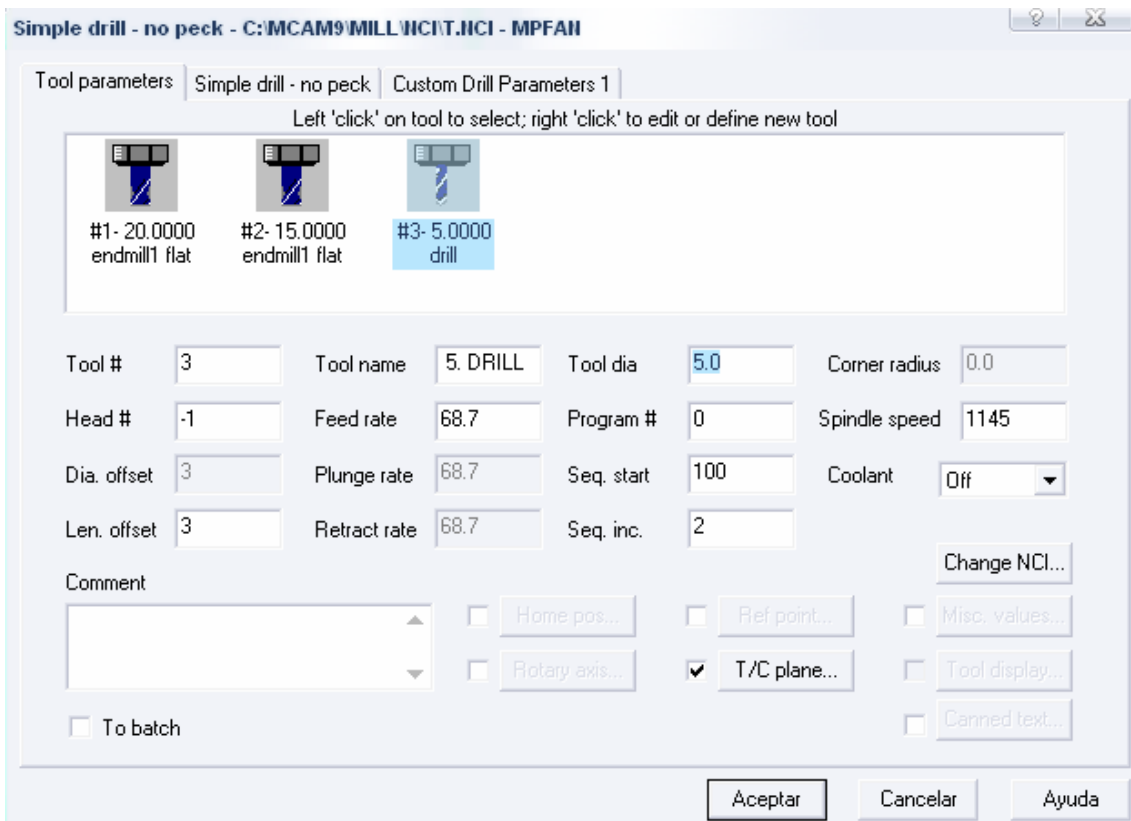 Simple drill - no peck - C:\MCAM9\MILL\NCI\T.NCI - MPFAN
Tool parameters Simple drill - no peck Custom Drill Parameters 1
Left 'click' on tool to select; right 'click' to edit or define new tool
#1- 20.0000 #2- 15.0000 #3- 5.0000
endmill1 flat endmill1 flat drill
Tool # 3 Tool name 5. DRILL Tool dia 5.0 Corner radius 0.0
Head # -1 Feed rate 68.7 Program # 0 Spindle speed 1145
Dia. offset 3 Plunge rate 68.7 Seq. start 100 Coolant Off
Len. offset 3 Retract rate 68.7 Seq. inc. 2
Change NCI...
Comment
Home pos... Ref point... Misc. values...
Rotary axis... T/C plane... Tool display...
To batch Canned text...
Aceptar Cancelar Ayuda